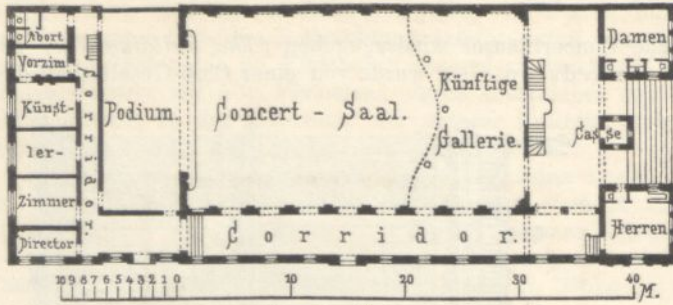 Abort
Vorzim
Künst-
ler-
Zimmer
Director
Corridor
Podium.
Concert - Saal.
Künftige
Gallerie.
Casse
Damen
Herren
Corridor.
10 9 8 7 6 5 4 3 2 1 0 10 20 30 40 M.